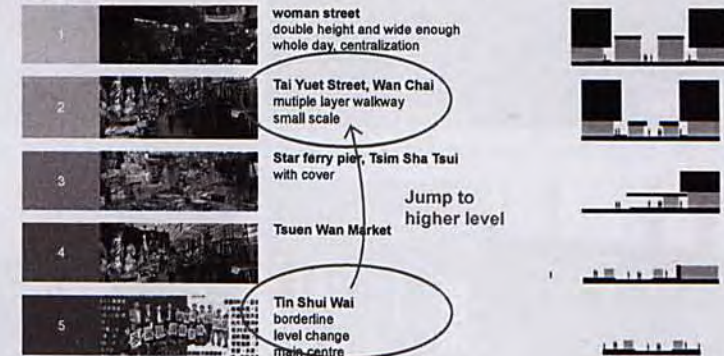 1
woman street
double height and wide enough
whole day, centralization
2
Tai Yuet Street, Wan Chai
mutiple layer walkway
small scale
3
Star ferry pier, Tsim Sha Tsui
with cover
Jump to
higher level
4
Tsuen Wan Market
5
Tin Shui Wai
borderline
level change
main centre